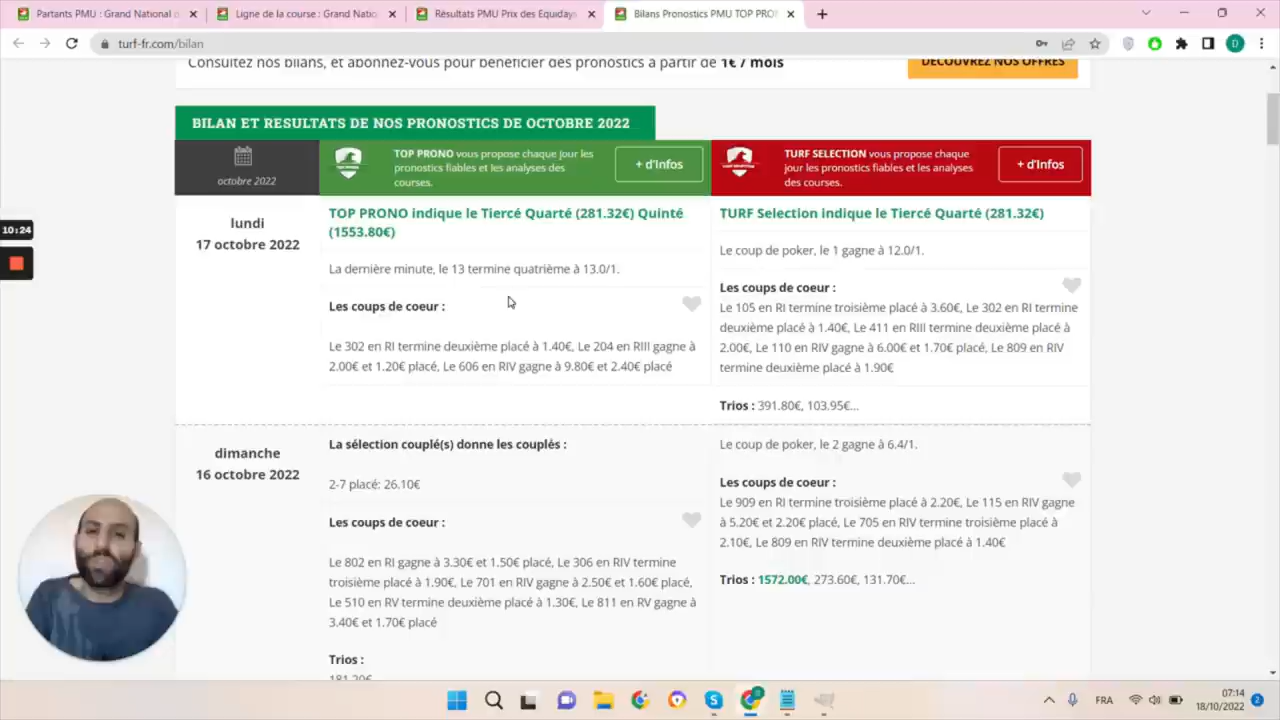 Partants PMU : Grand National d
Ligne de la course : Grand Natio
Résultats PMU Prix des Equidays
Bilans Pronostics PMU TOP PRON
turf-fr.com/bilan
D
Consultez nos bilans, et abonnez-vous pour bénéficier des pronostics à partir de 1€ / mois
DECOUVREZ NOS OFFRES
BILAN ET RESULTATS DE NOS PRONOSTICS DE OCTOBRE 2022
octobre 2022
TOP PRONO vous propose chaque jour les
pronostics fiables et les analyses des
courses.
+ d'Infos
TURF SELECTION vous propose chaque
jour les pronostics fiables et les analyses
des courses.
+ d'Infos
lundi
17 octobre 2022
TOP PRONO indique le Tiercé Quarté (281.32€) Quinté
(1553.80€)
La dernière minute, le 13 termine quatrième à 13.0/1.
Les coups de coeur :
Le 302 en RI termine deuxième placé à 1.40€, Le 204 en RIII gagne à
2.00€ et 1.20€ placé, Le 606 en RIV gagne à 9.80€ et 2.40€ placé
TURF Selection indique le Tiercé Quarté (281.32€)
Le coup de poker, le 1 gagne à 12.0/1.
Les coups de coeur :
Le 105 en RI termine troisième placé à 3.60€, Le 302 en RI termine
deuxième placé à 1.40€, Le 411 en RIII termine deuxième placé à
2.00€, Le 110 en RIV gagne à 6.00€ et 1.70€ placé, Le 809 en RIV
termine deuxième placé à 1.90€
Trios : 391.80€, 103.95€...
dimanche
16 octobre 2022
La sélection couplé(s) donne les couplés :
2-7 placé: 26.10€
Les coups de coeur :
Le 802 en RI gagne à 3.30€ et 1.50€ placé, Le 306 en RIV termine
troisième placé à 1.90€, Le 701 en RIV gagne à 2.50€ et 1.60€ placé,
Le 510 en RV termine deuxième placé à 1.30€, Le 811 en RV gagne à
3.40€ et 1.70€ placé
Trios :
181.20€
Le coup de poker, le 2 gagne à 6.4/1.
Les coups de coeur :
Le 909 en RI termine troisième placé à 2.20€, Le 115 en RIV gagne
à 5.20€ et 2.20€ placé, Le 705 en RIV termine troisième placé à
2.10€, Le 809 en RIV termine deuxième placé à 1.40€
Trios : 1572.00€, 273.60€, 131.70€...
10:24
FRA
07:14
18/10/2022
2